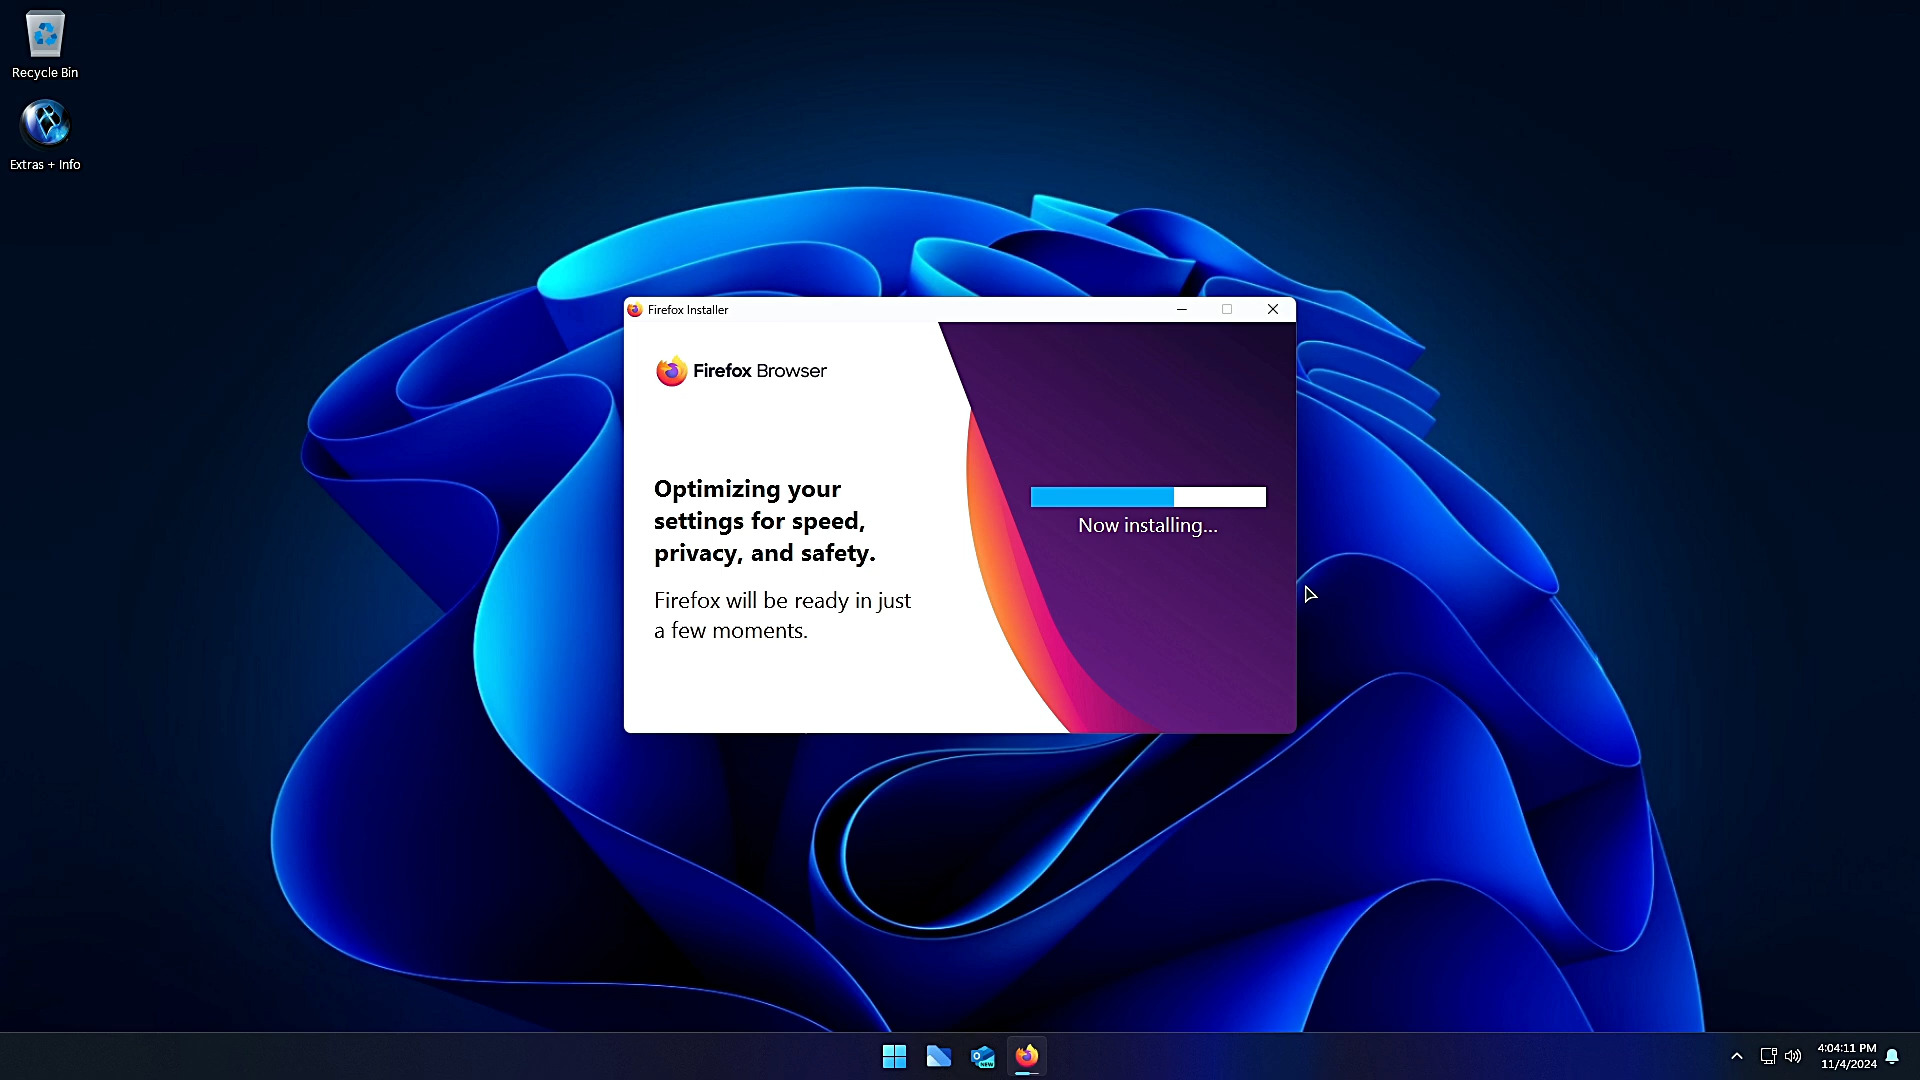 Recycle Bin
Extras + Info
Firefox Installer
Firefox Browser
Optimizing your
settings for speed,
privacy, and safety.
Firefox will be ready in just
a few moments.
Now installing...
NEW
4:04:11 PM
11/4/2024